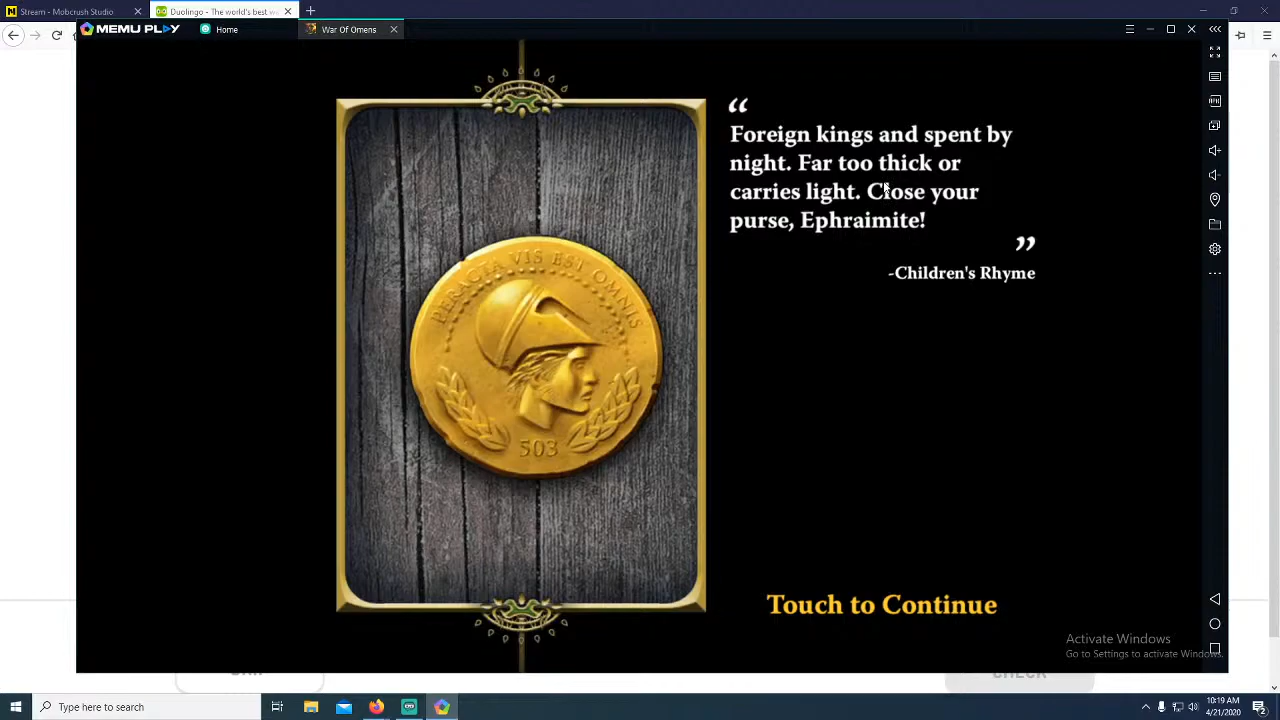 Stream - Mobcrush Studio
Duolingo - The world's best w
MEMU PLAY
Home
War Of Omens
“
Foreign kings and spent by
night. Far too thick or
carries light. Close your
purse, Ephraimite!
”
-Children's Rhyme
PERACTA VIS EST OMNIS
503
Touch to Continue
Activate Windows
Go to Settings to activate Windows.
CHECK
Type here to search
10:19 AM
4/21/2020